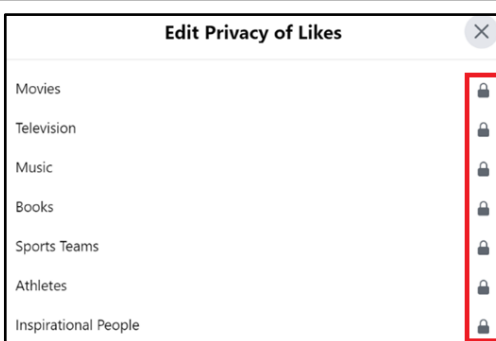 Edit Privacy of Likes
Movies
Television
Music
Books
Sports Teams
Athletes
Inspirational People